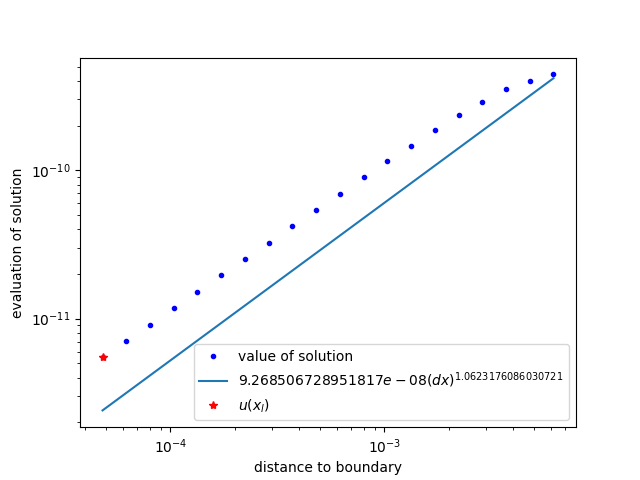 10⁻¹⁰
10⁻¹¹
evaluation of solution
value of solution
9.268506728951817e − 08(dx)^1.0623176086030721
u(x_l)
10⁻⁴
10⁻³
distance to boundary